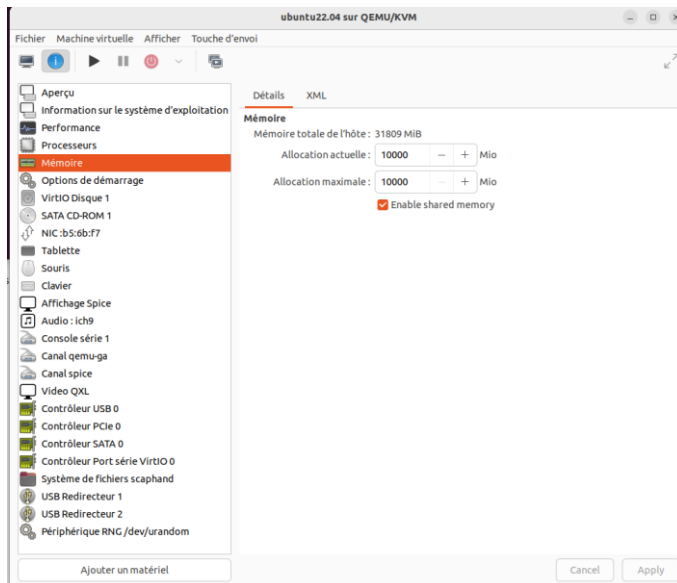 ubuntu22.04 sur QEMU/KVM
Fichier Machine virtuelle Afficher Touche d'envoi
Aperçu
Information sur le système d'exploitation
Performance
Processeurs
Mémoire
Options de démarrage
VirtIO Disque 1
SATA CD-ROM 1
NIC :b5:6b:f7
Tablette
Souris
Clavier
Affichage Spice
Audio : ich9
Console série 1
Canal qemu-ga
Canal spice
Video QXL
Contrôleur USB 0
Contrôleur PCIe 0
Contrôleur SATA 0
Contrôleur Port série VirtIO 0
Système de fichiers scaphand
USB Redirecteur 1
USB Redirecteur 2
Périphérique RNG /dev/urandom
Ajouter un matériel
Détails XML
Mémoire
Mémoire totale de l'hôte : 31809 MiB
Allocation actuelle : 10000 − + Mio
Allocation maximale : 10000 − + Mio
Enable shared memory
Cancel Apply